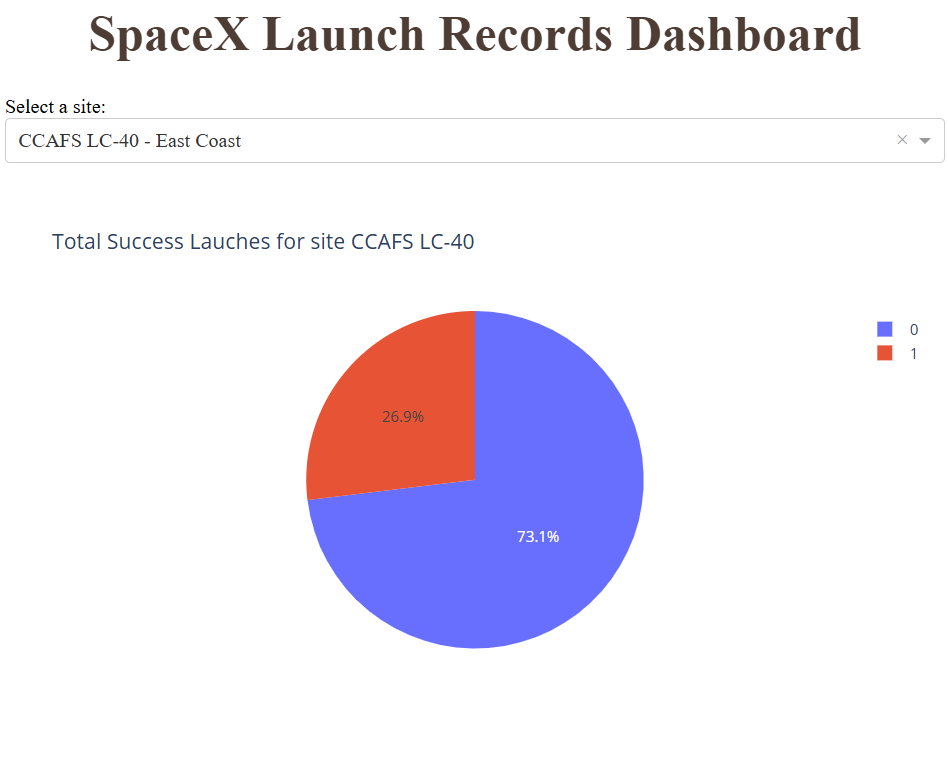 SpaceX Launch Records Dashboard
Select a site:
CCAFS LC-40 - East Coast
Total Success Lauches for site CCAFS LC-40
0
1
26.9%
73.1%